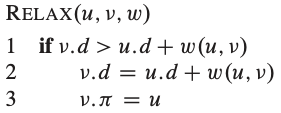 RELAX(u, ν, w)
1 if ν.d > u.d + w(u, ν)
2 ν.d = u.d + w(u, ν)
3 ν.π = u